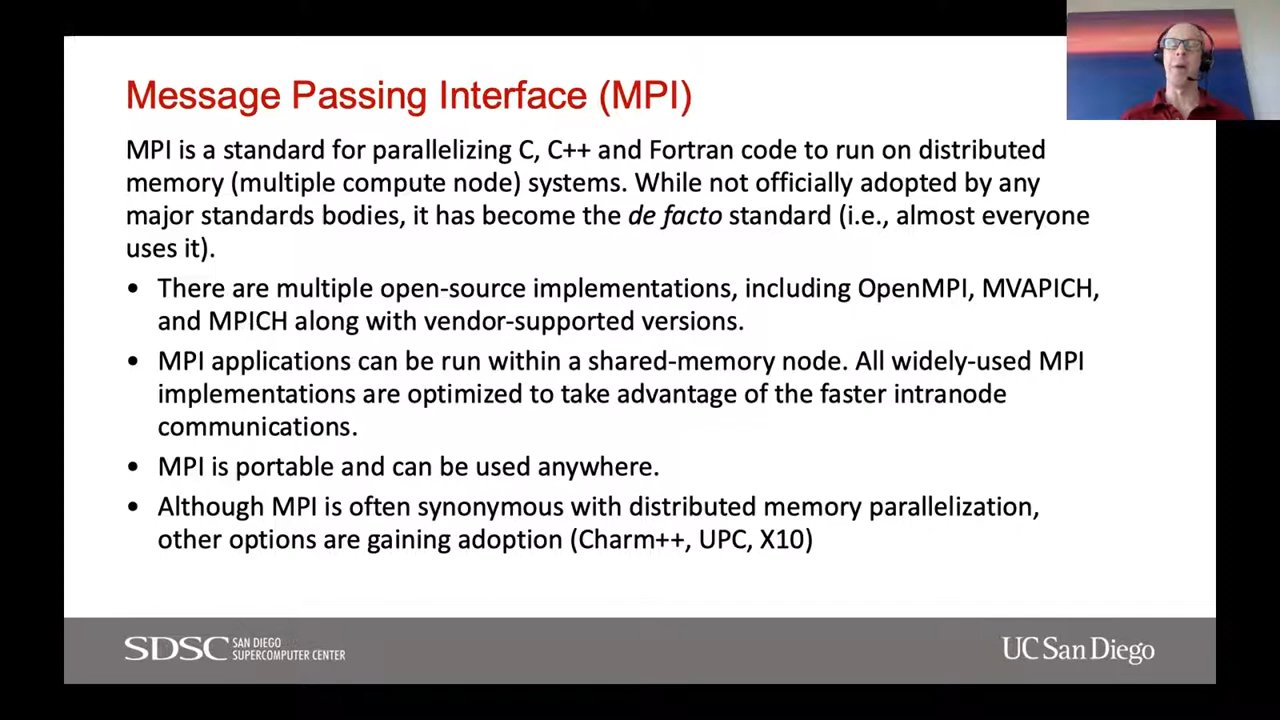 Message Passing Interface (MPI)
MPI is a standard for parallelizing C, C++ and Fortran code to run on distributed
memory (multiple compute node) systems. While not officially adopted by any
major standards bodies, it has become the de facto standard (i.e., almost everyone
uses it).
• There are multiple open-source implementations, including OpenMPI, MVAPICH,
and MPICH along with vendor-supported versions.
• MPI applications can be run within a shared-memory node. All widely-used MPI
implementations are optimized to take advantage of the faster intranode
communications.
• MPI is portable and can be used anywhere.
• Although MPI is often synonymous with distributed memory parallelization,
other options are gaining adoption (Charm++, UPC, X10)
SDSC SAN DIEGO
SUPERCOMPUTER CENTER
UC San Diego